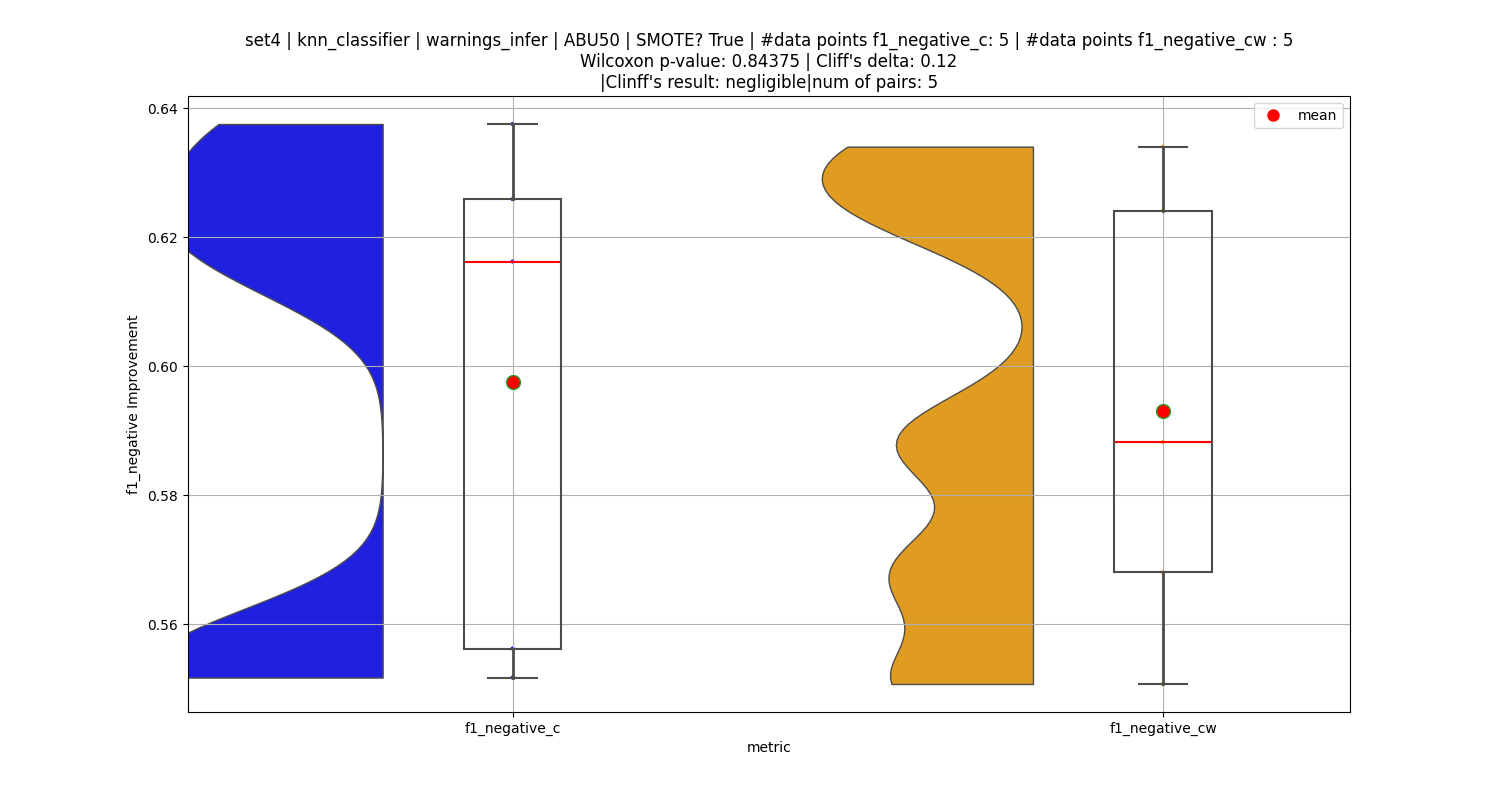 set4 | knn_classifier | warnings_infer | ABU50 | SMOTE? True | #data points f1_negative_c: 5 | #data points f1_negative_cw : 5
Wilcoxon p-value: 0.84375 | Cliff's delta: 0.12
|Clinff's result: negligible|num of pairs: 5
mean
0.64
0.62
0.60
0.58
0.56
f1_negative Improvement
f1_negative_c
f1_negative_cw
metric